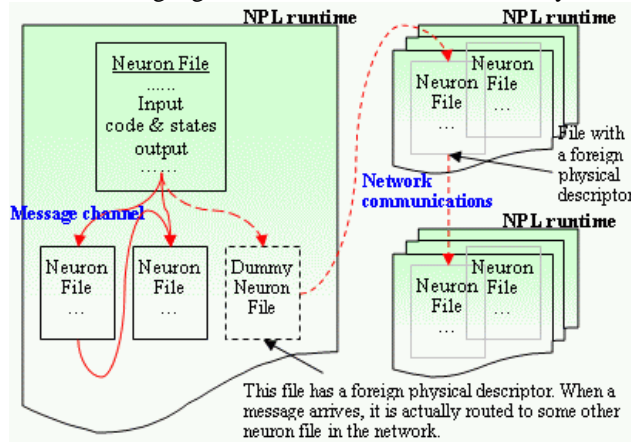 NPL runtime
Neuron File
......
Input
code & states
output
.......
Message channel
Neuron
File
...
Neuron
File
...
Dummy
Neuron
File
This file has a foreign physical descriptor. When a
message arrives, it is actually routed to some other
neuron file in the network.
Network
communications
NPL runtime
Neuron
File
...
Neuron
File
...
File with
a foreign
physical
descriptor
NPL runtime
Neuron
File
...
Neuron
File
...